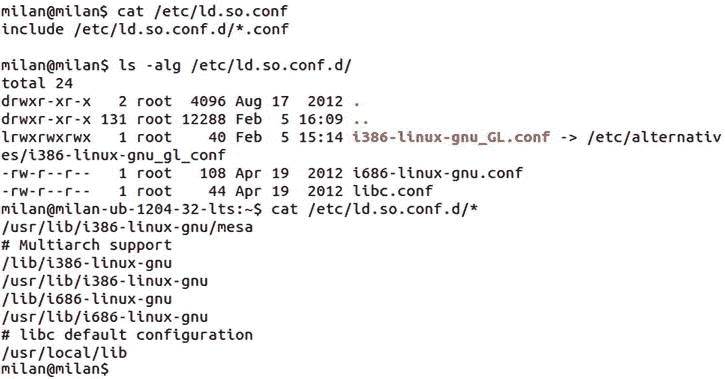 milan@milan$ cat /etc/ld.so.conf
include /etc/ld.so.conf.d/*.conf
milan@milan$ ls -alg /etc/ld.so.conf.d/
total 24
drwxr-xr-x   2 root  4096 Aug 17  2012 .
drwxr-xr-x 131 root 12288 Feb  5 16:09 ..
lrwxrwxrwx   1 root    40 Feb  5 15:14 i386-linux-gnu_GL.conf -> /etc/alternativ
es/i386-linux-gnu_gl_conf
-rw-r--r--   1 root   108 Apr 19  2012 i686-linux-gnu.conf
-rw-r--r--   1 root    44 Apr 19  2012 libc.conf
milan@milan-ub-1204-32-lts:~$ cat /etc/ld.so.conf.d/*
/usr/lib/i386-linux-gnu/mesa
# Multiarch support
/lib/i386-linux-gnu
/usr/lib/i386-linux-gnu
/lib/i686-linux-gnu
/usr/lib/i686-linux-gnu
# libc default configuration
/usr/local/lib
milan@milan$